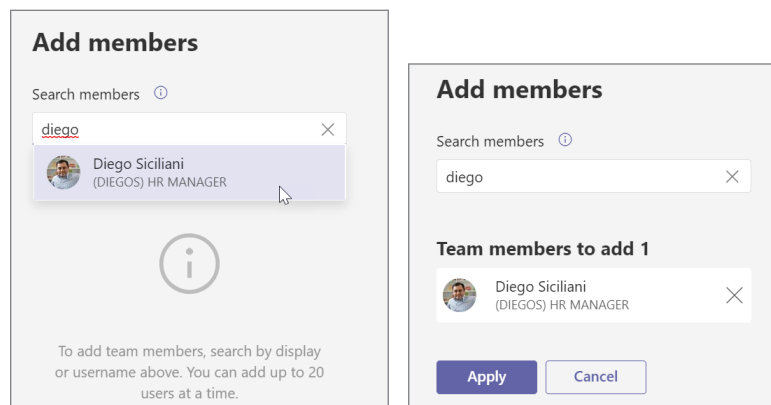 Add members
Search members
diego
Diego Siciliani
(DIEGOS) HR MANAGER
To add team members, search by display
or username above. You can add up to 20
users at a time.
Add members
Search members
diego
Team members to add 1
Diego Siciliani
(DIEGOS) HR MANAGER
Apply
Cancel